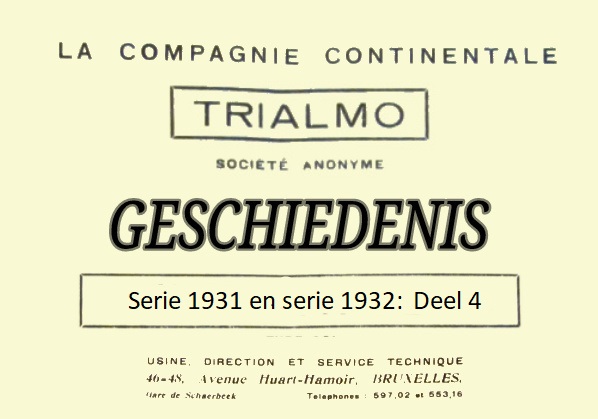 LA COMPAGNIE CONTINENTALE
TRIALMO
SOCIÉTÉ ANONYME
GESCHIEDENIS
Serie 1931 en serie 1932: Deel 4
USINE, DIRECTION ET SERVICE TECHNIQUE
46-48, Avenue Huart-Hamoir, BRUXELLES.
Gare de Schaerbeek Telephones : 597,02 et 553,16